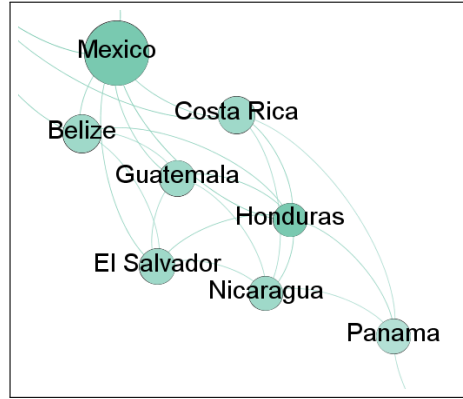 Mexico
Costa Rica
Belize
Guatemala
Honduras
El Salvador
Nicaragua
Panama